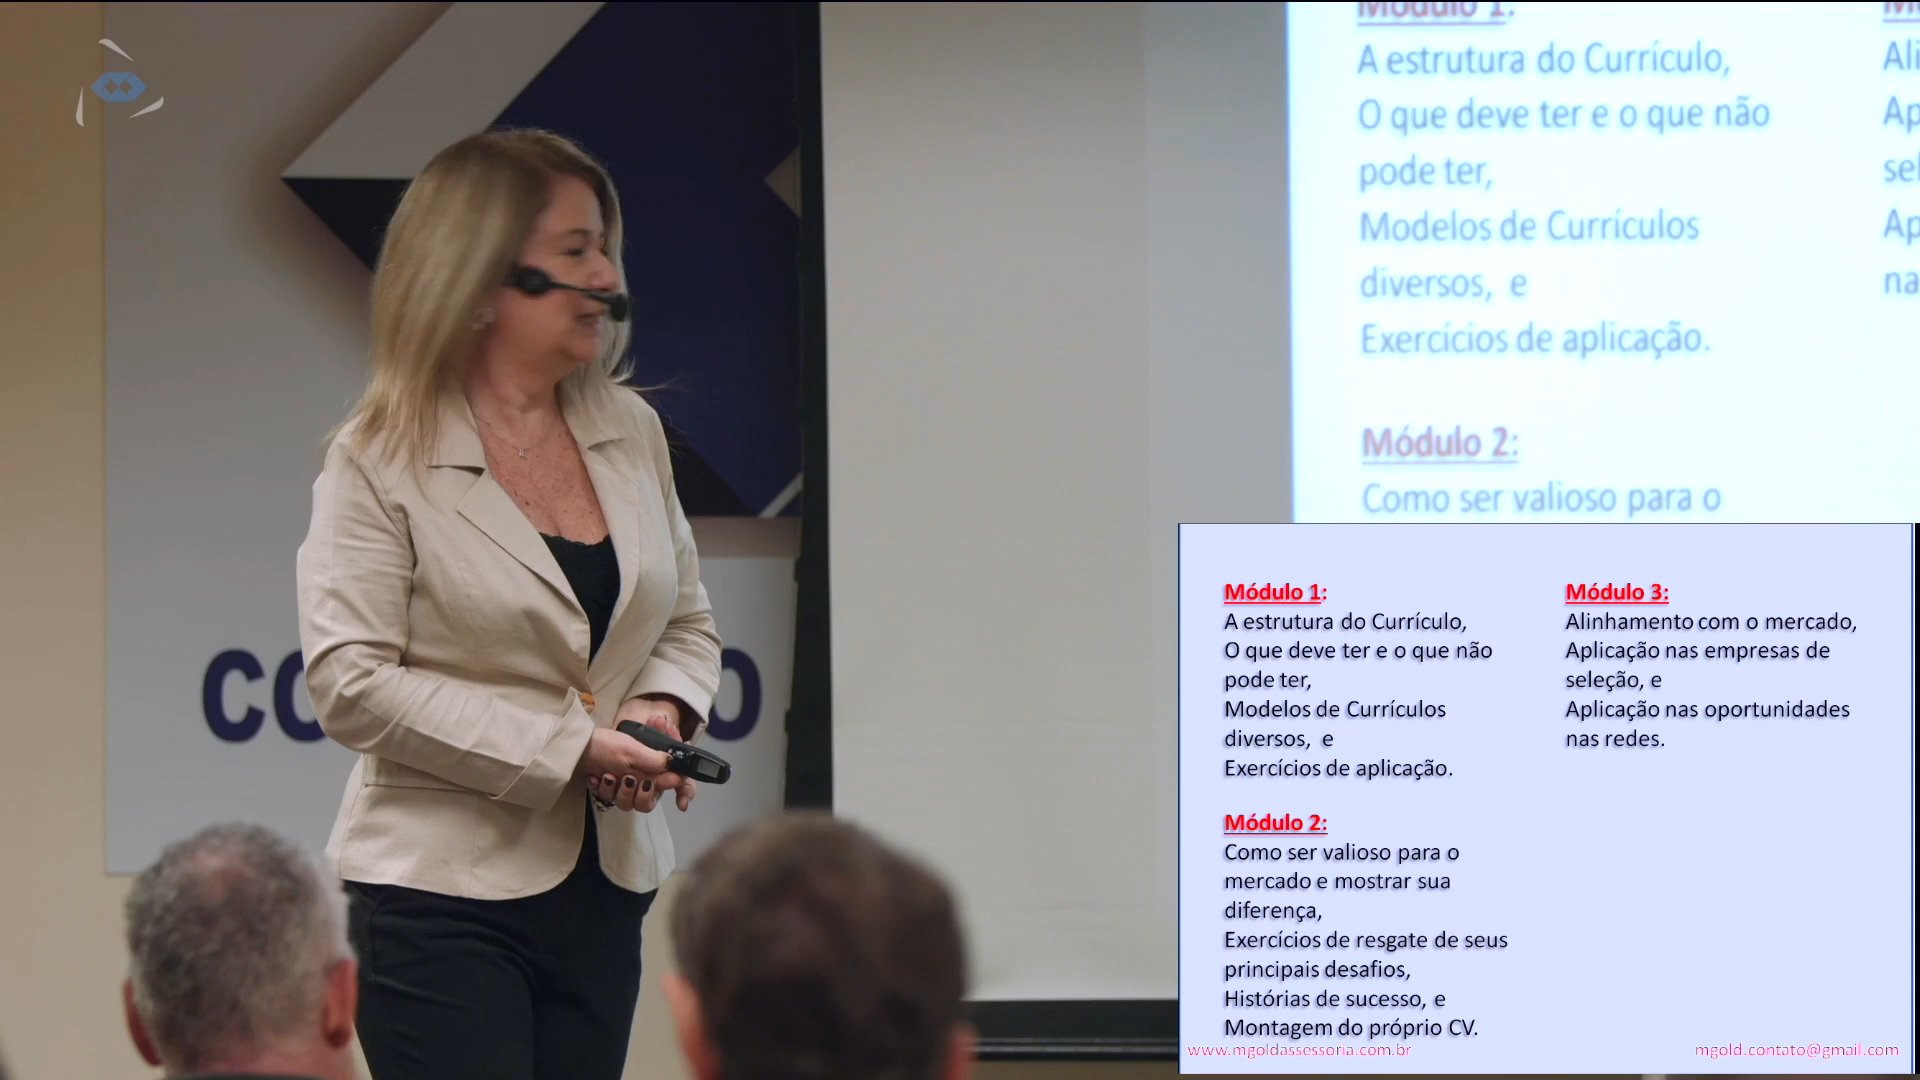 Módulo 1:
A estrutura do Currículo,
O que deve ter e o que não
pode ter,
Modelos de Currículos
diversos, e
Exercícios de aplicação.
Módulo 2:
Como ser valioso para o
CO
O
Módulo 1:
A estrutura do Currículo,
O que deve ter e o que não
pode ter,
Modelos de Currículos
diversos, e
Exercícios de aplicação.
Módulo 2:
Como ser valioso para o
mercado e mostrar sua
diferença,
Exercícios de resgate de seus
principais desafios,
Histórias de sucesso, e
Montagem do próprio CV.
Módulo 3:
Alinhamento com o mercado,
Aplicação nas empresas de
seleção, e
Aplicação nas oportunidades
nas redes.
www.mgoldassessoria.com.br
mgold.contato@gmail.com